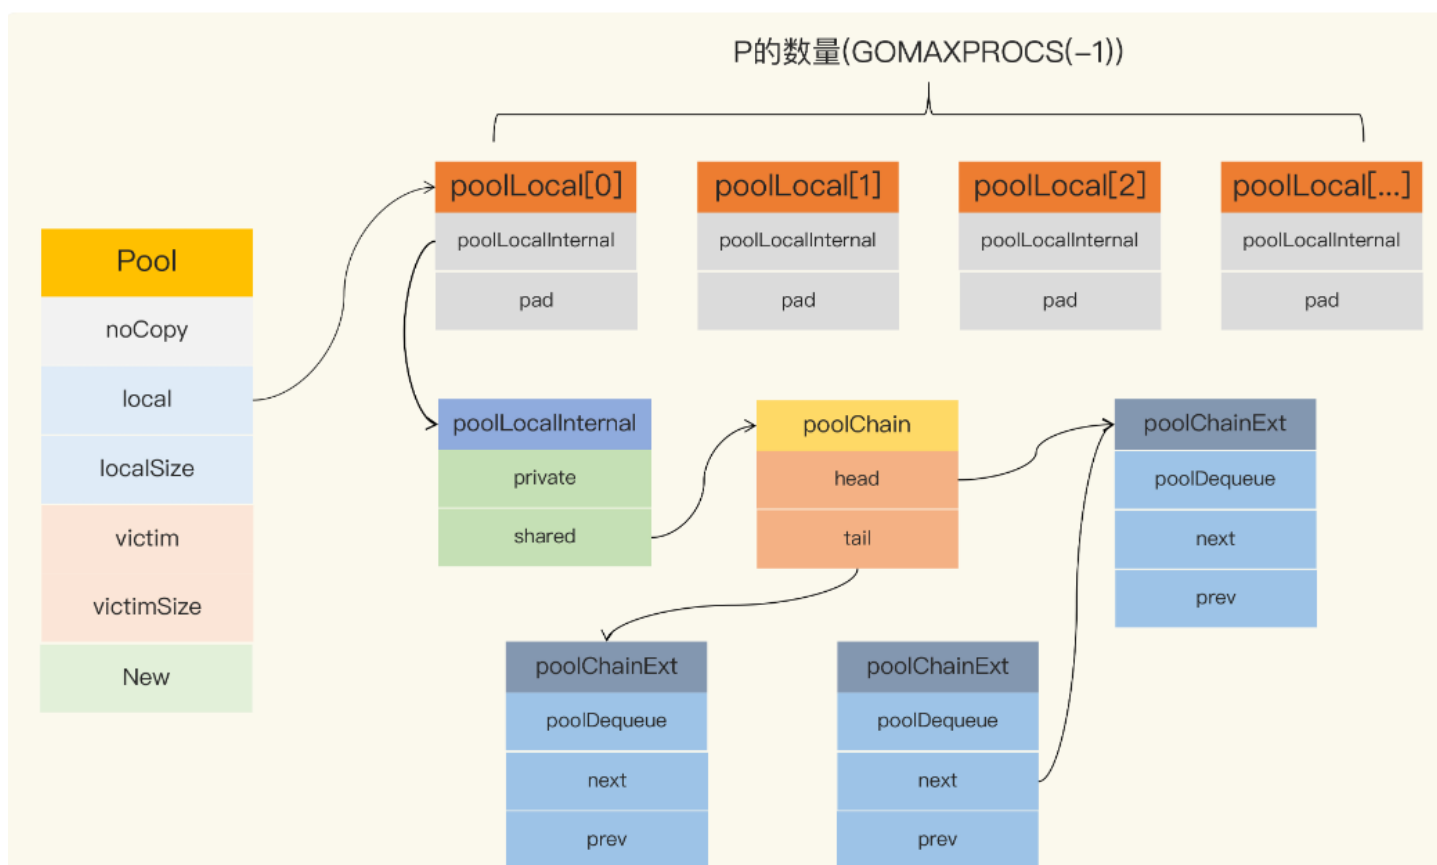 P的数量(GOMAXPROCS(-1))
poolLocal[0]
poolLocal[1]
poolLocal[2]
poolLocal[...]
poolLocalInternal
poolLocalInternal
poolLocalInternal
poolLocalInternal
pad
pad
pad
pad
Pool
noCopy
local
localSize
victim
victimSize
New
poolLocalInternal
private
shared
poolChain
head
tail
poolChainExt
poolDequeue
next
prev
poolChainExt
poolDequeue
next
prev
poolChainExt
poolDequeue
next
prev